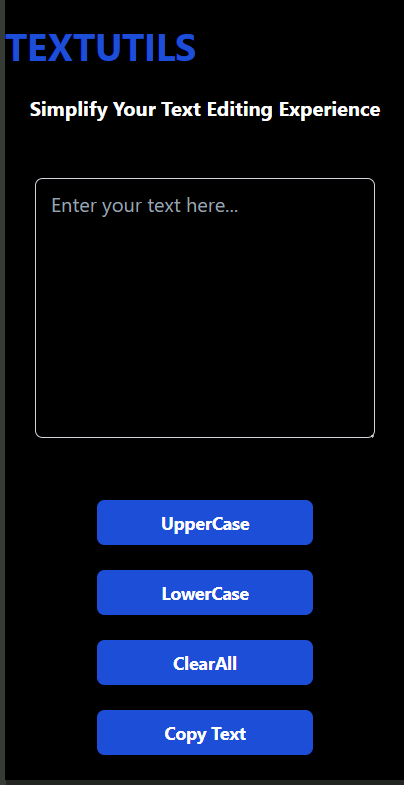 TEXTUTILS
Simplify Your Text Editing Experience
Enter your text here...
UpperCase
LowerCase
ClearAll
Copy Text